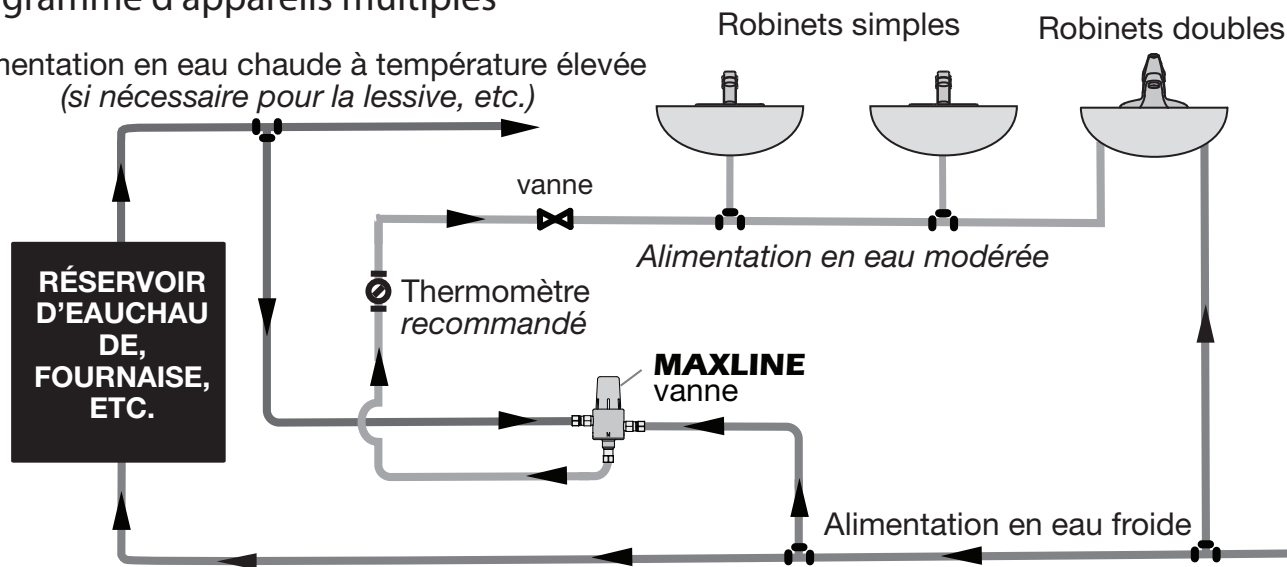 gramme d'appareils multiples
Robinets simples
Robinets doubles
mentation en eau chaude à température élevée
(si nécessaire pour la lessive, etc.)
vanne
Alimentation en eau modérée
RÉSERVOIR
D'EAUCHAU
DE,
FOURNAISE,
ETC.
Thermomètre
recommandé
MAXLINE
vanne
M
Alimentation en eau froide